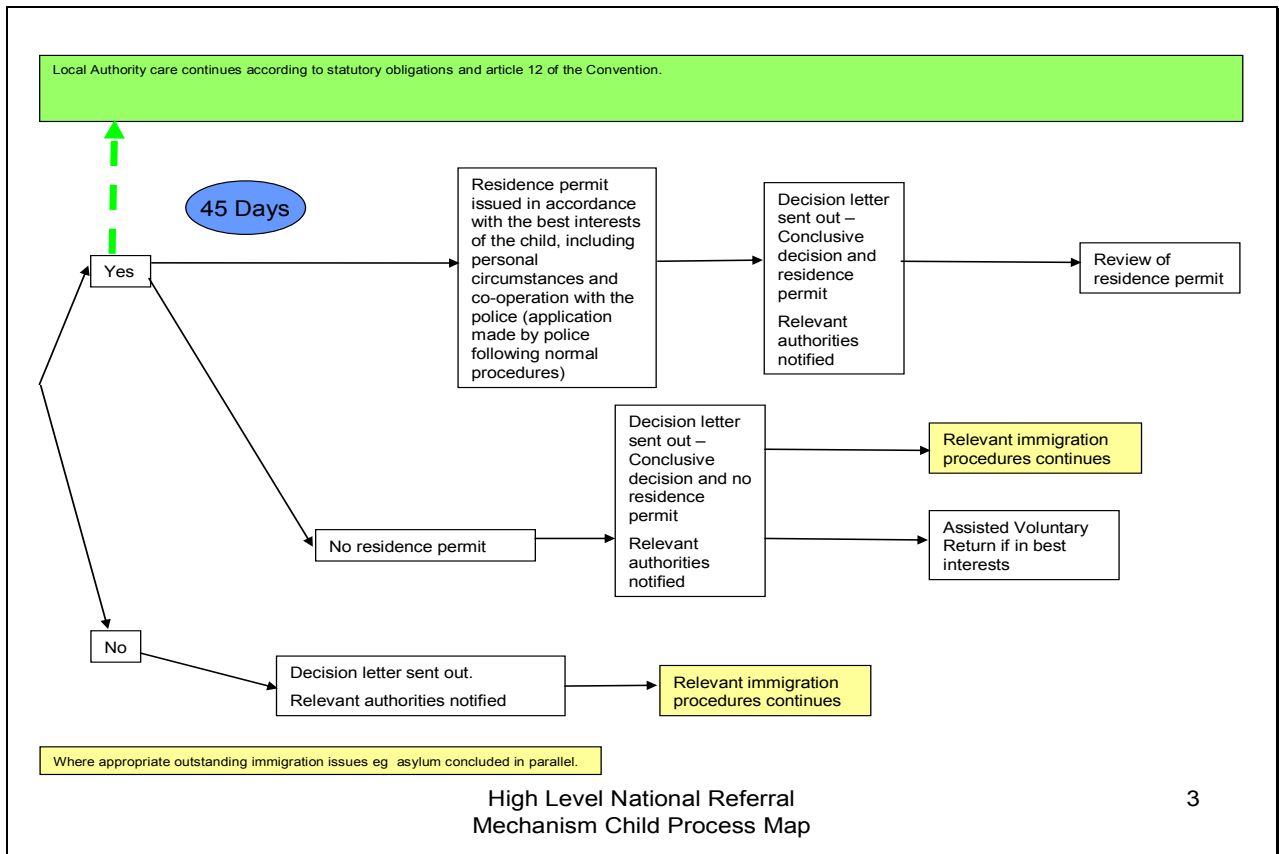 Local Authority care continues according to statutory obligations and article 12 of the Convention.
45 Days
Yes
Residence permit
issued in accordance
with the best interests
of the child, including
personal
circumstances and
co-operation with the
police (application
made by police
following normal
procedures)
Decision letter
sent out –
Conclusive
decision and
residence
permit
Relevant
authorities
notified
Review of
residence permit
No residence permit
Decision letter
sent out –
Conclusive
decision and no
residence
permit
Relevant
authorities
notified
Relevant immigration
procedures continues
Assisted Voluntary
Return if in best
interests
No
Decision letter sent out.
Relevant authorities notified
Relevant immigration
procedures continues
Where appropriate outstanding immigration issues eg asylum concluded in parallel.
High Level National Referral
Mechanism Child Process Map
3